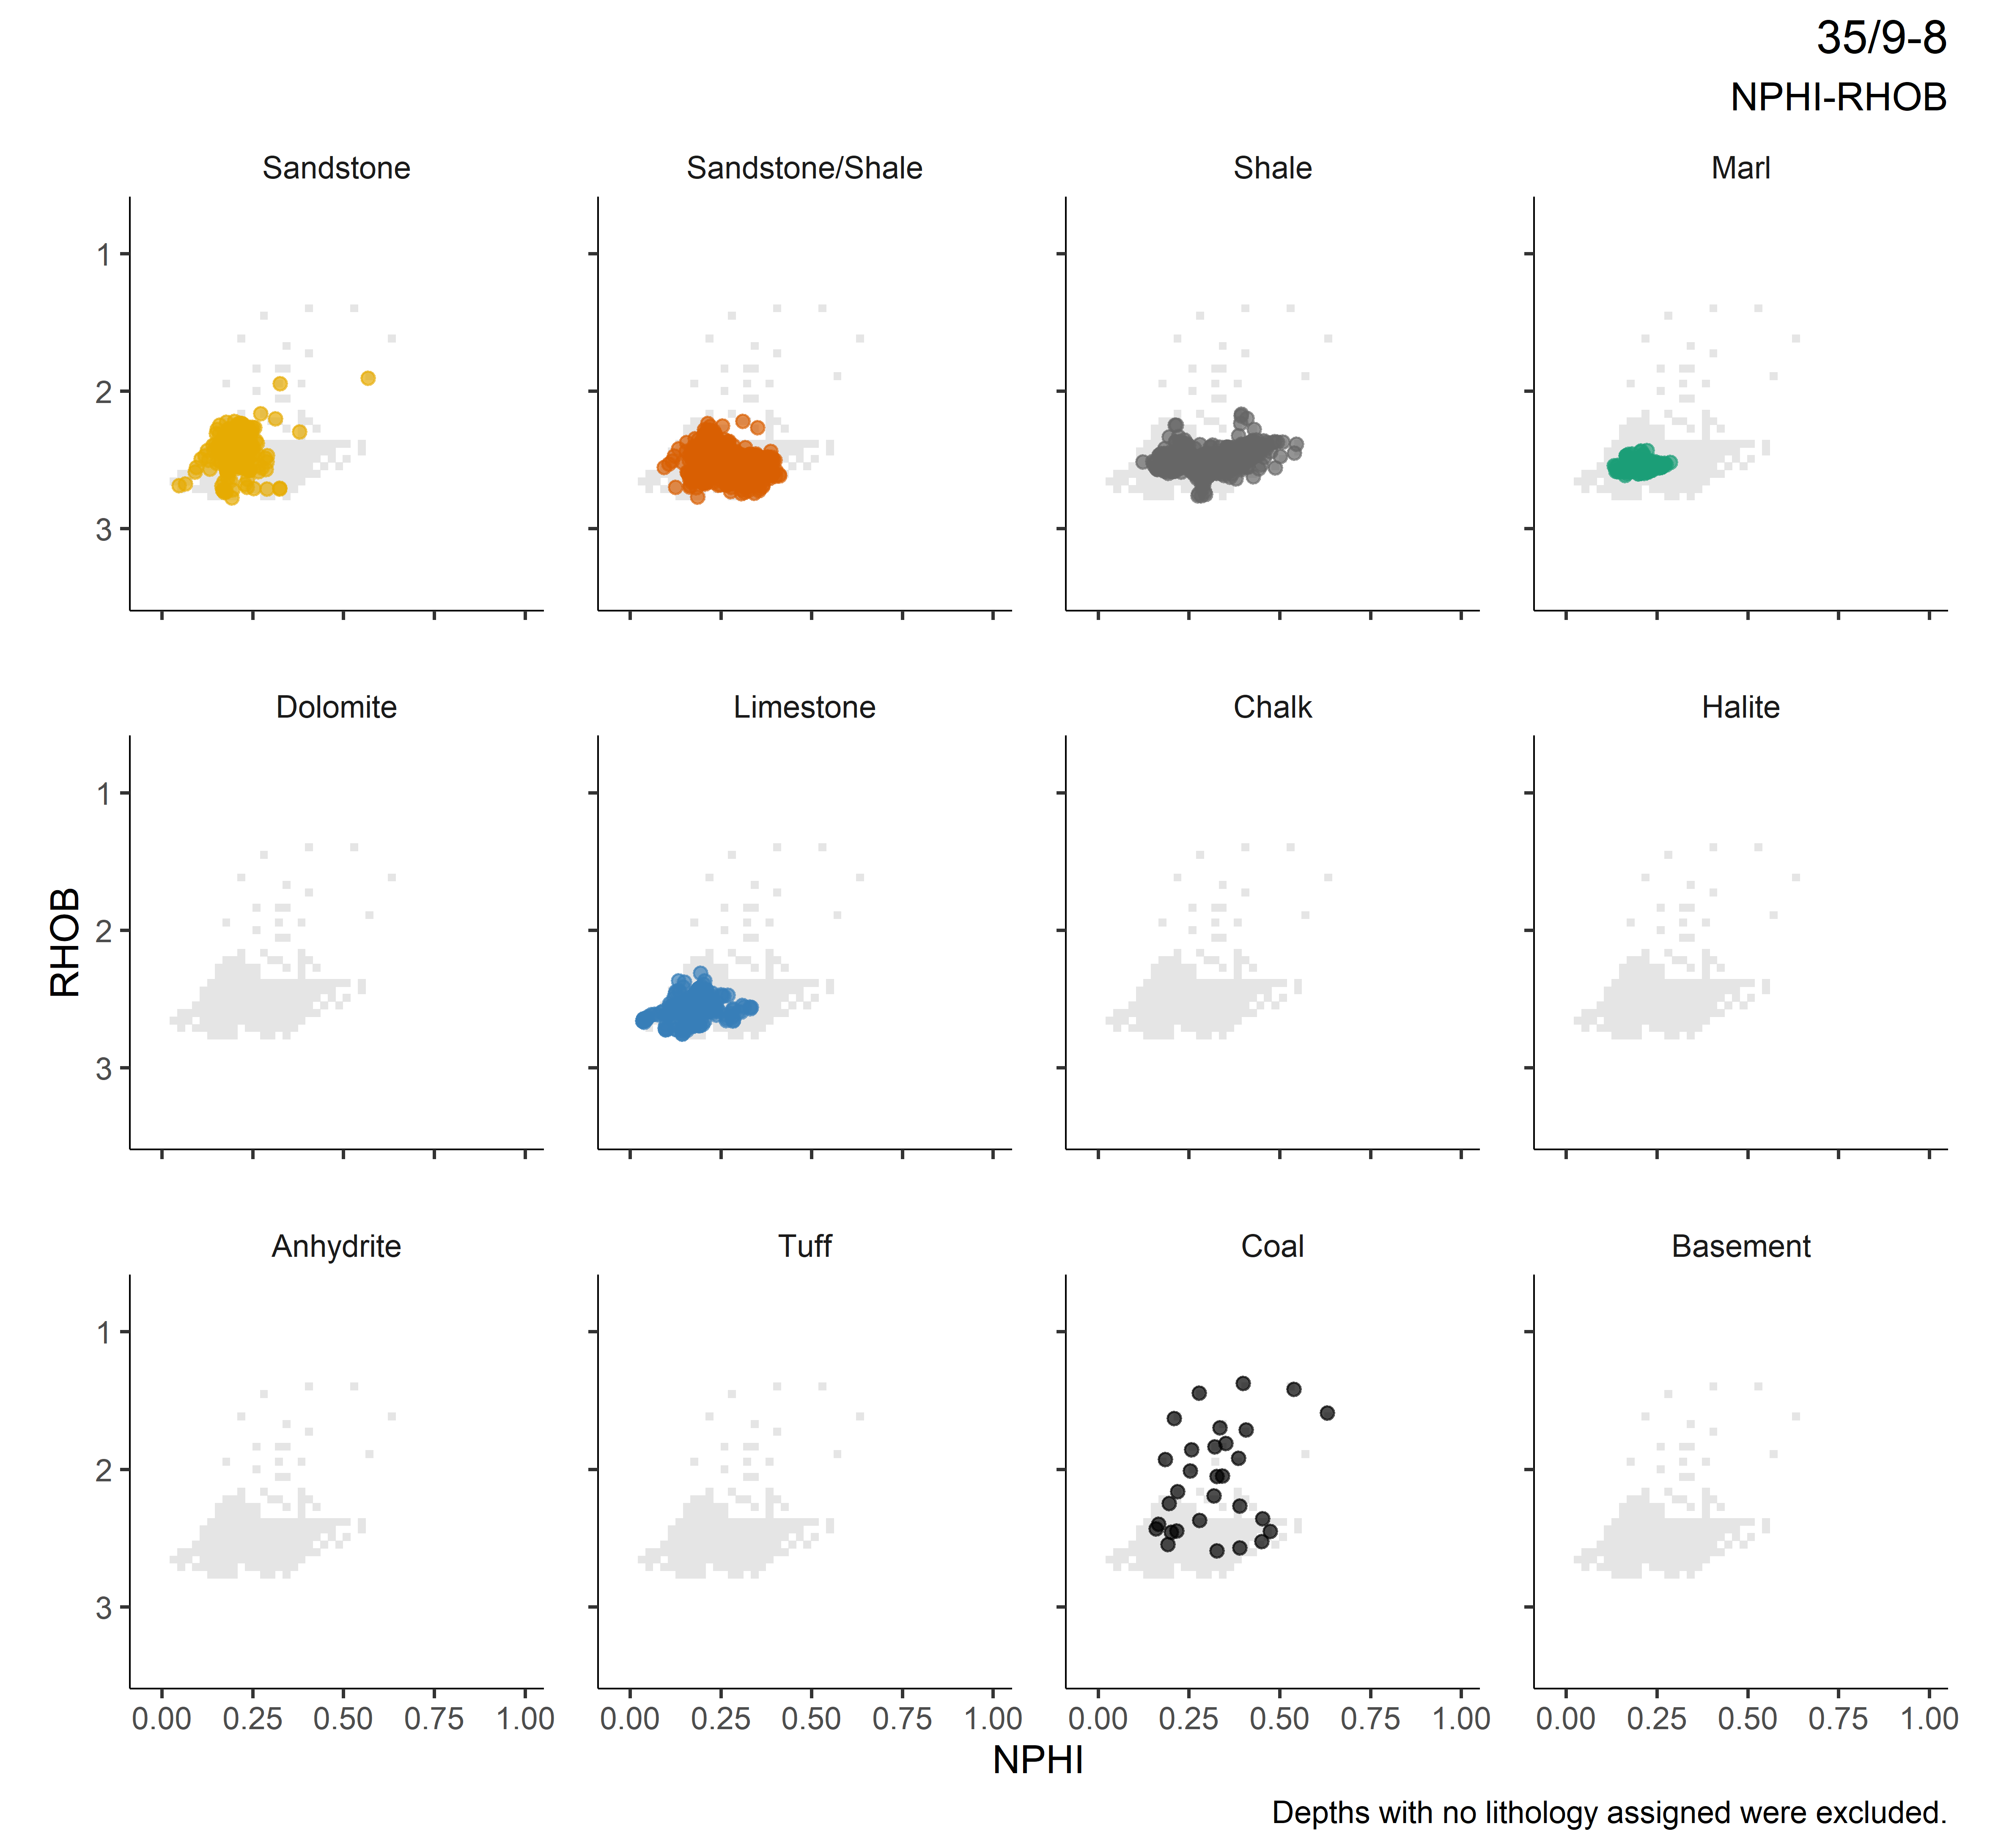 35/9-8
NPHI-RHOB
Sandstone
Sandstone/Shale
Shale
Marl
1
2
3
Dolomite
Limestone
Chalk
Halite
RHOB
1
2
3
Anhydrite
Tuff
Coal
Basement
1
2
3
0.00 0.25 0.50 0.75 1.00
0.00 0.25 0.50 0.75 1.00
0.00 0.25 0.50 0.75 1.00
0.00 0.25 0.50 0.75 1.00
NPHI
Depths with no lithology assigned were excluded.